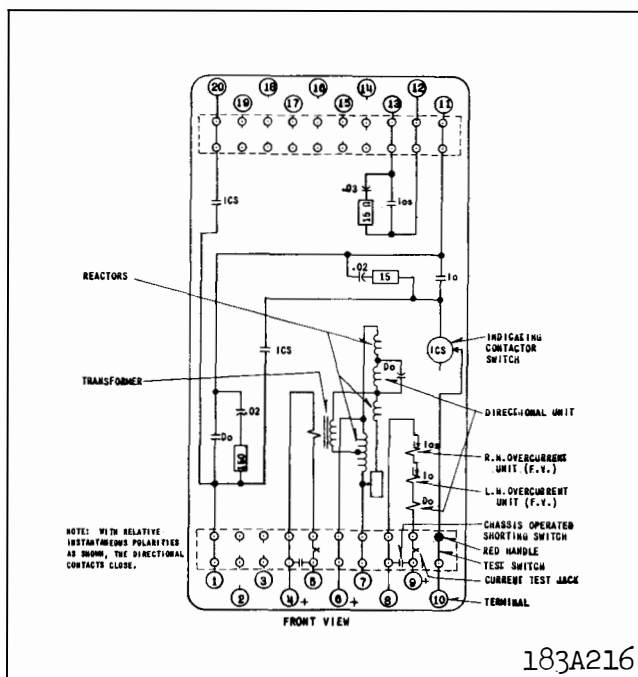 20 18 16 14 12
19 17 15 13 11
.03
ICS
15 Ω
Ios
.02
15
Io
REACTORS
ICS
ICS
INDICATING
CONTACTOR
SWITCH
Do
TRANSFORMER
DIRECTIONAL UNIT
.02
Do
Ios
R.H. OVERCURRENT
UNIT (F.V.)
Io
L.H. OVERCURRENT
UNIT (F.V.)
Do
CHASSIS OPERATED
SHORTING SWITCH
RED HANDLE
TEST SWITCH
CURRENT TEST JACK
TERMINAL
NOTE: WITH RELATIVE
INSTANTANEOUS POLARITIES
AS SHOWN, THE DIRECTIONAL
CONTACTS CLOSE.
1 3 5 7 9 +
2 4 + 6 + 8 10
FRONT VIEW
183A216